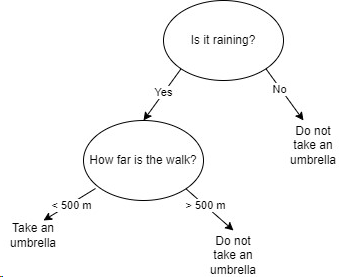 Is it raining?
Yes
No
Do not
take an
umbrella
How far is the walk?
< 500 m
> 500 m
Take an
umbrella
Do not
take an
umbrella